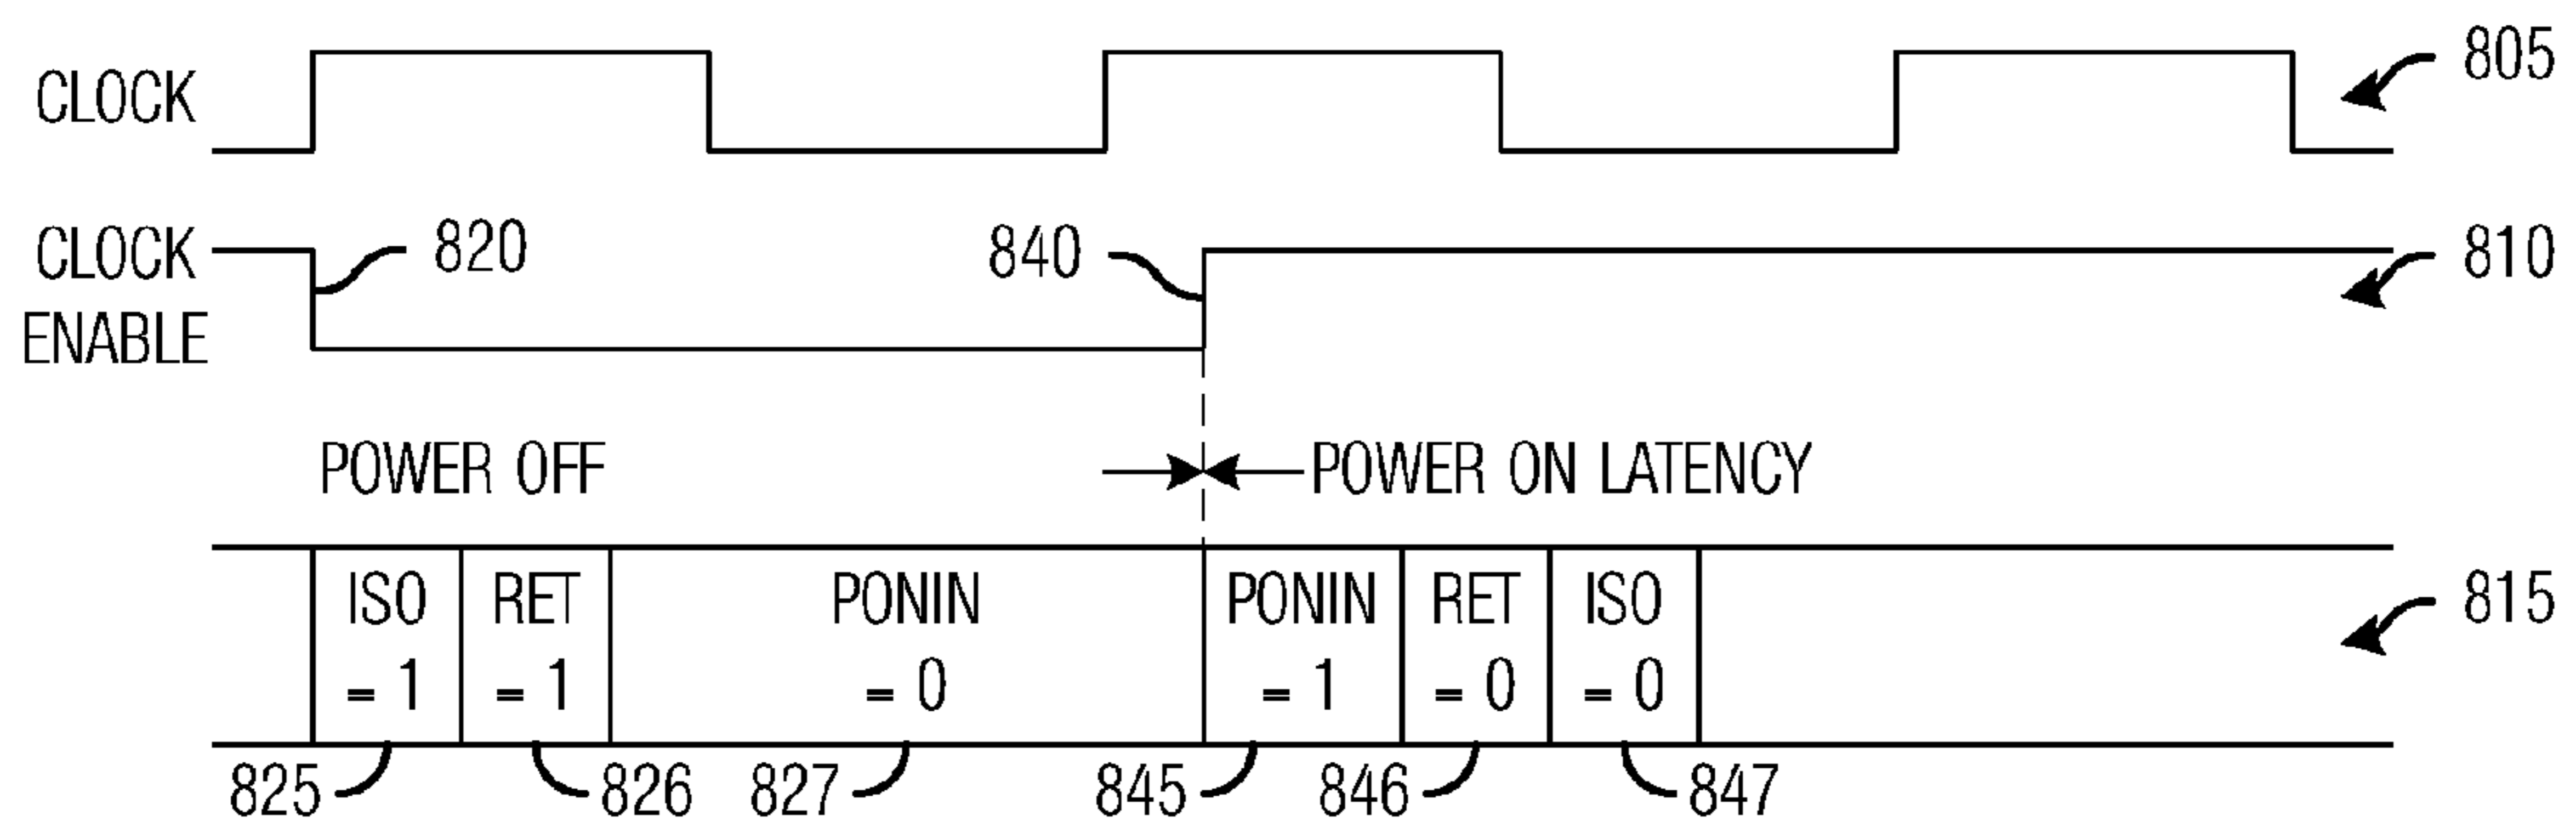 CLOCK
805
CLOCK
ENABLE
820
840
810
POWER OFF
POWER ON LATENCY
ISO
= 1
RET
= 1
PONIN
= 0
PONIN
= 1
RET
= 0
ISO
= 0
815
825
826
827
845
846
847